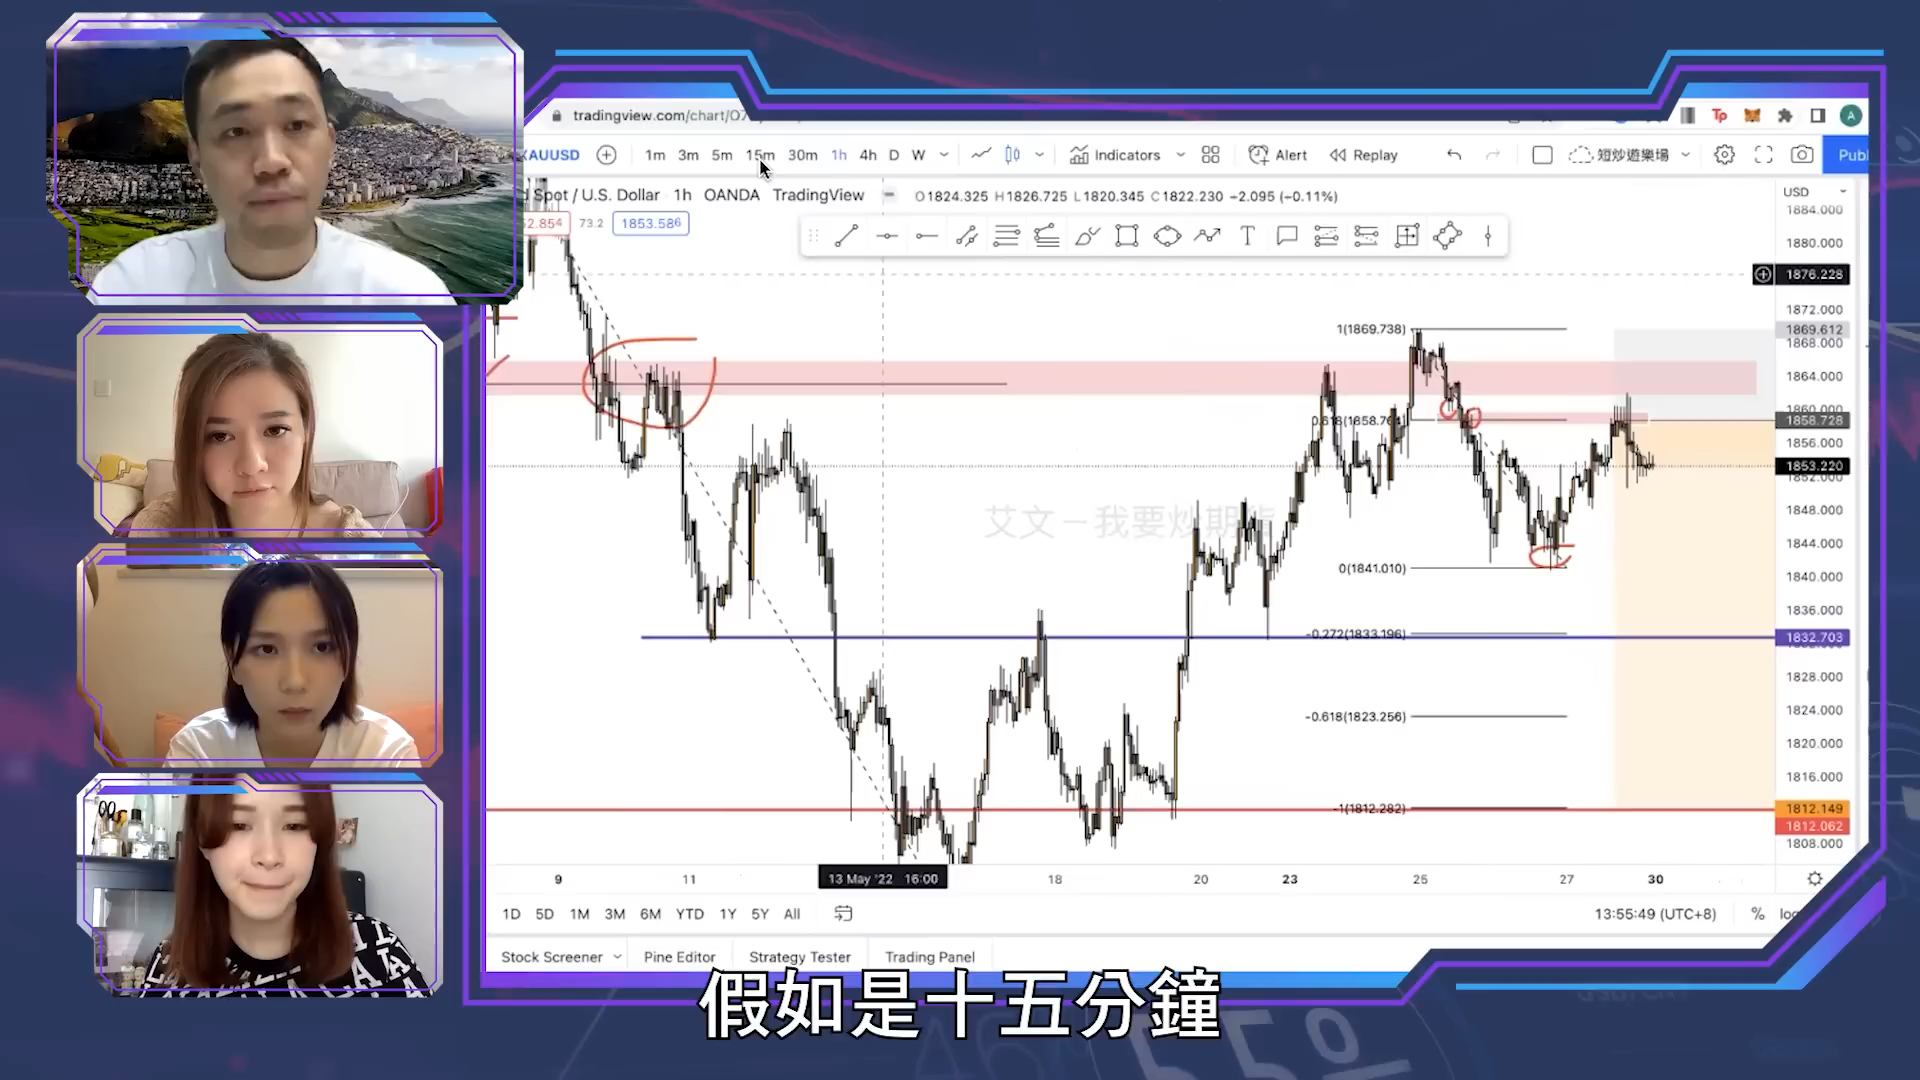 tradingview.com/chart/O7
Tp
A
XAUUSD 1m 3m 5m 15m 30m 1h 4h D W Indicators Alert Replay 短炒遊樂場 Publ
d Spot / U.S. Dollar 1h OANDA TradingView O1824.325 H1826.725 L1820.345 C1822.230 −2.095 (−0.11%)
USD
2.854 73.2 1853.586
1884.000
1880.000
1876.228
1872.000
1(1869.738)
1869.612
1868.000
1864.000
1860.000
0.618(1858.764)
1858.728
1856.000
1853.220
1852.000
艾文－我要炒期指
1848.000
1844.000
0(1841.010)
1840.000
1836.000
-0.272(1833.196)
1832.703
1828.000
1824.000
-0.618(1823.256)
1820.000
1816.000
-1(1812.282)
1812.149
1812.062
1808.000
9 11 13 May '22 16:00 18 20 23 25 27 30
1D 5D 1M 3M 6M YTD 1Y 5Y All 13:55:49 (UTC+8) % log
Stock Screener Pine Editor Strategy Tester Trading Panel
假如是十五分鐘